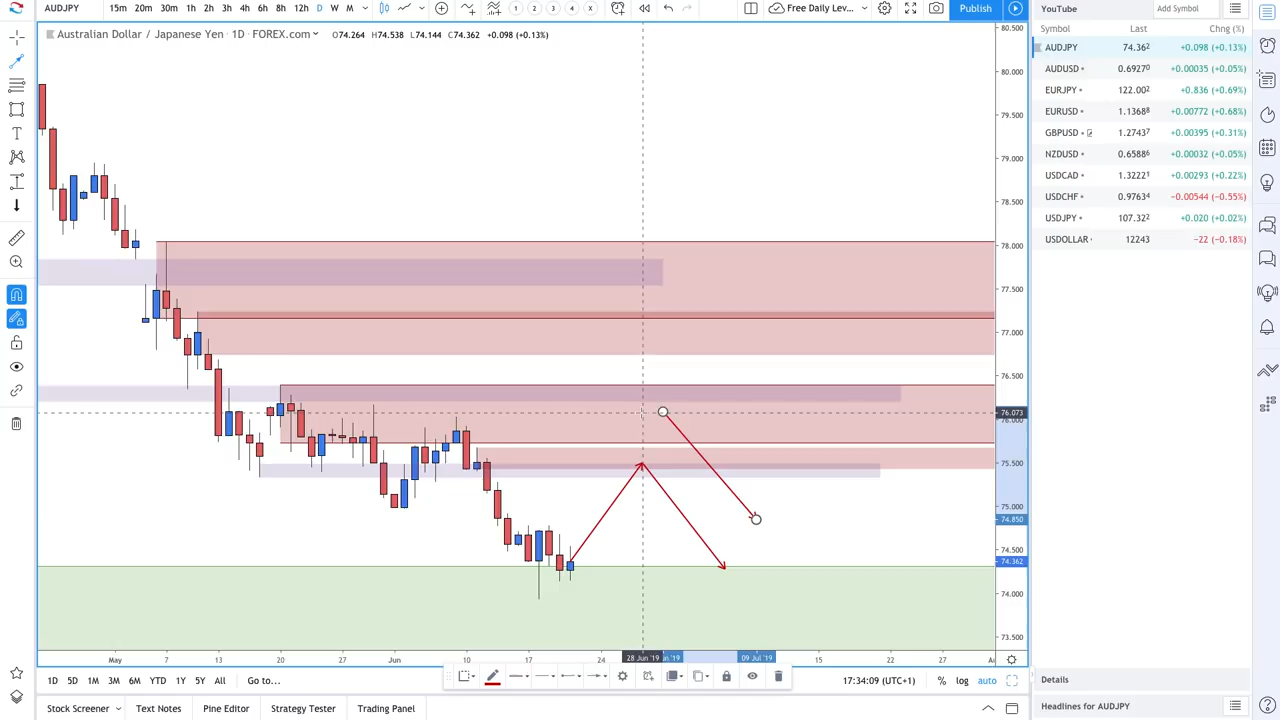 AUDJPY 15m 20m 30m 1h 2h 3h 4h 6h 8h 12h D W M 1 2 3 4 X Free Daily Lev... Publish
Australian Dollar / Japanese Yen · 1D · FOREX.com O74.264 H74.538 L74.144 C74.362 +0.098 (+0.13%)
80.500
80.000
79.500
79.000
78.500
78.000
77.500
77.000
76.500
76.073
76.000
75.500
75.000
74.850
74.500
74.362
74.000
73.500
May 7 13 20 27 Jun 10 17 24 28 Jun '19 09 Jul '19 15 22 27
1D 5D 1M 3M 6M YTD 1Y 5Y All Go to... 17:34:09 (UTC+1) % log auto
Stock Screener Text Notes Pine Editor Strategy Tester Trading Panel
YouTube Add Symbol
Symbol Last Chng (%)
AUDJPY 74.362 +0.098 (+0.13%)
AUDUSD 0.69270 +0.00035 (+0.05%)
EURJPY 122.002 +0.836 (+0.69%)
EURUSD 1.13688 +0.00772 (+0.68%)
GBPUSD 1.27437 +0.00395 (+0.31%)
NZDUSD 0.65886 +0.00032 (+0.05%)
USDCAD 1.32221 +0.00293 (+0.22%)
USDCHF 0.97634 −0.00544 (−0.55%)
USDJPY 107.322 +0.020 (+0.02%)
USDOLLAR 12243 −22 (−0.18%)
Details
Headlines for AUDJPY